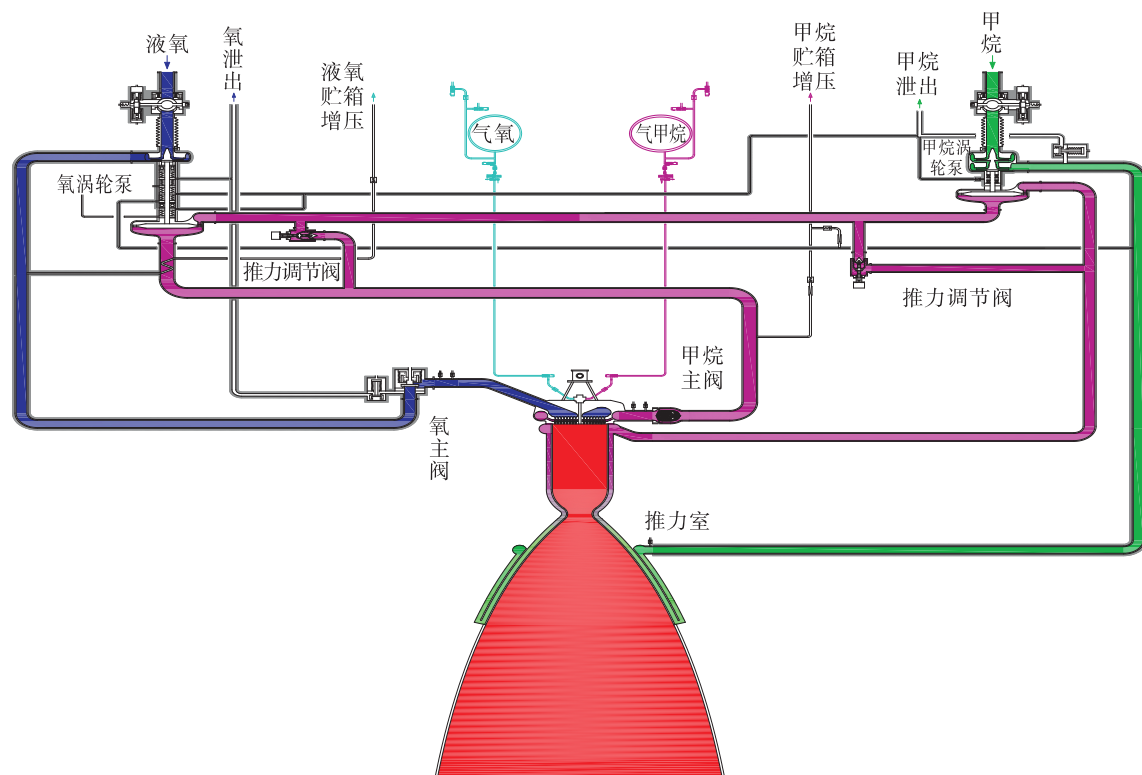 液氧
氧
泄
出
液氧
贮箱
增压
气氧
气甲烷
甲烷
贮箱
增压
甲烷
泄出
甲
烷
甲烷涡
轮泵
氧涡轮泵
推力调节阀
推力调节阀
甲烷
主阀
氧
主
阀
推力室